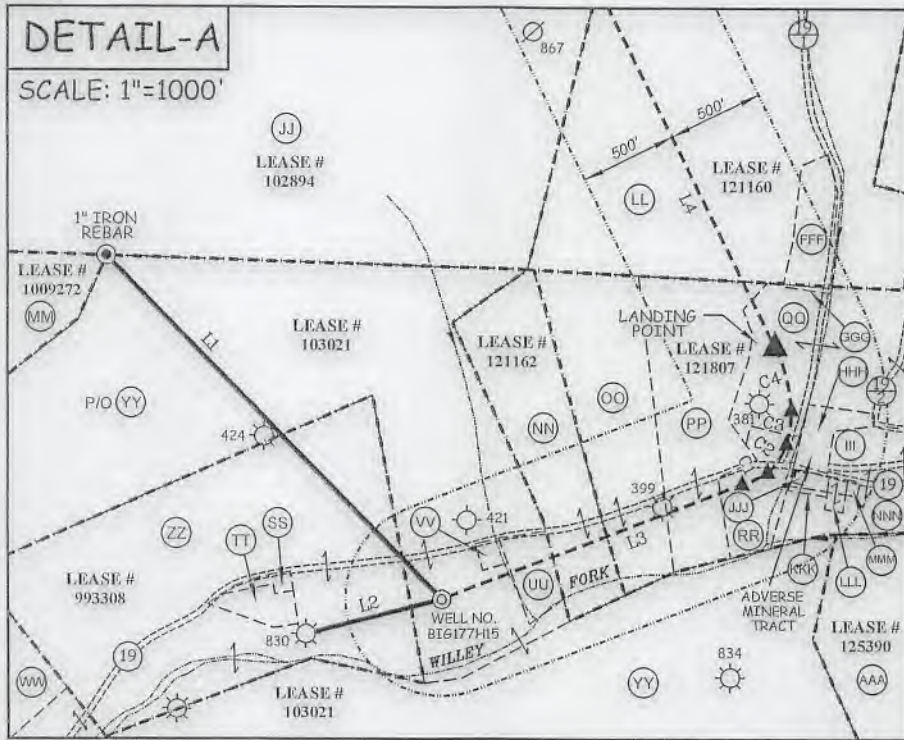 DETAIL-A
SCALE: 1"=1000'
19
867
JJ
LEASE #
102894
500'
500'
LEASE #
121160
LL
L4
1" IRON
REBAR
FFF
LEASE #
1009272
MM
LEASE #
103021
L1
LANDING
POINT
QQ
GGG
LEASE #
121162
LEASE #
121807
HHH
19
2
P/O YY
C4
381
C3
OO
NN
PP
C2
III
424
399
19
NNN
ZZ
TT
SS
VV
421
JJJ
RR
L3
UU
FORK
KKK
LLL
MMM
LEASE #
993308
L2
WELL NO.
BIG177H15
ADVERSE
MINERAL
TRACT
830
WILLEY
LEASE #
125390
19
834
WW
LEASE #
103021
YY
AAA